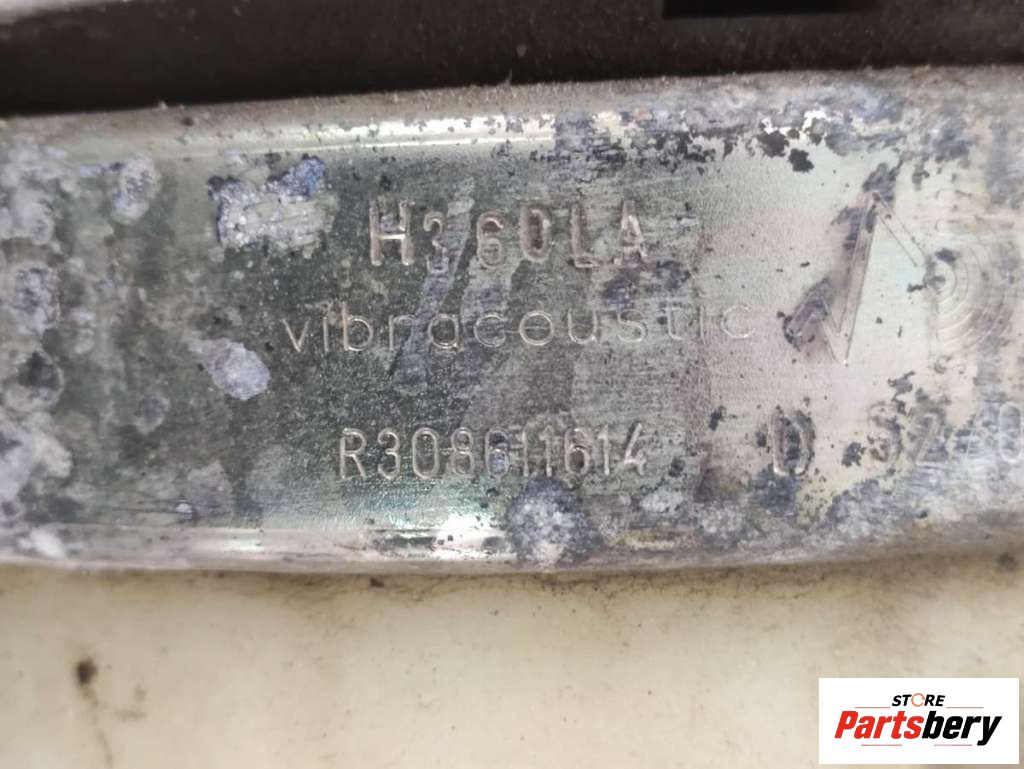 H360LA
vibracoustic
R308611614 D
STORE
Partsbery